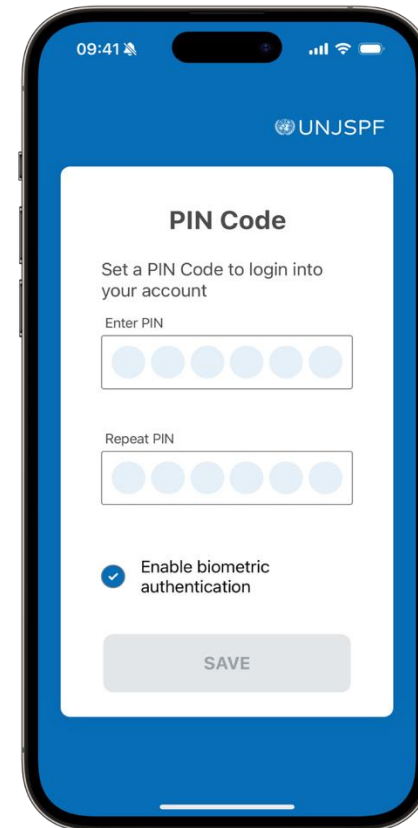 09:41
UNJSPF
PIN Code
Set a PIN Code to login into
your account
Enter PIN
Repeat PIN
Enable biometric
authentication
SAVE